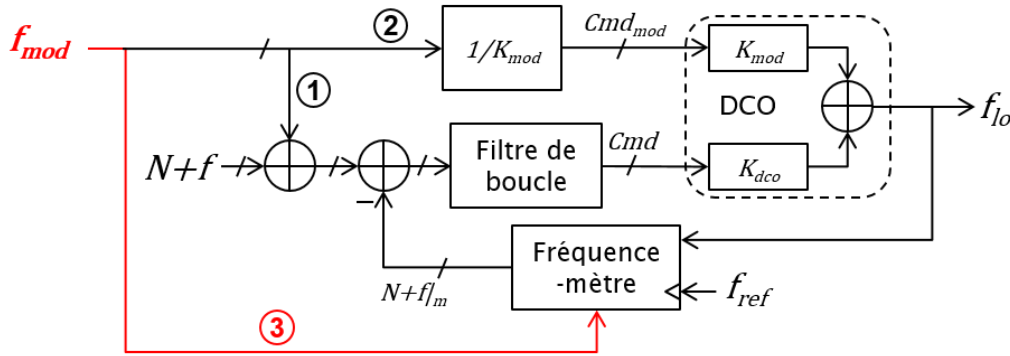 f_mod
2
1/K_mod
Cmd_mod
K_mod
1
DCO
f_lo
N+f
Filtre de
boucle
Cmd
K_dco
−
Fréquence
-mètre
N+f|_m
f_ref
3